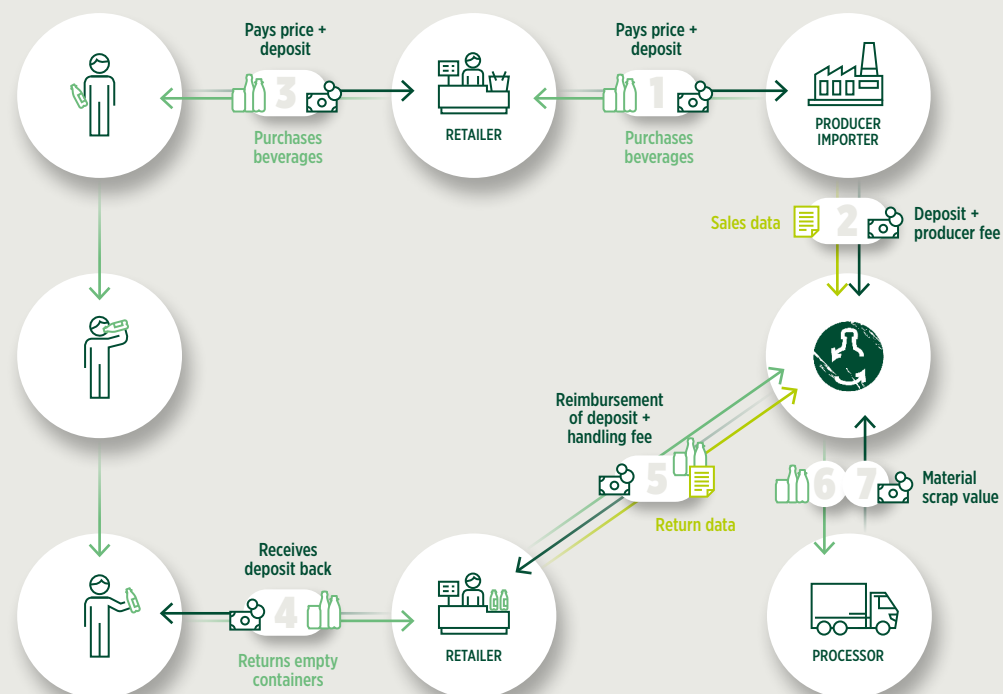 Pays price +
deposit
3
Purchases
beverages
RETAILER
Pays price +
deposit
1
Purchases
beverages
PRODUCER
IMPORTER
Sales data
2
Deposit +
producer fee
Reimbursement
of deposit +
handling fee
5
Return data
6
7
Material
scrap value
Receives
deposit back
4
Returns empty
containers
RETAILER
PROCESSOR